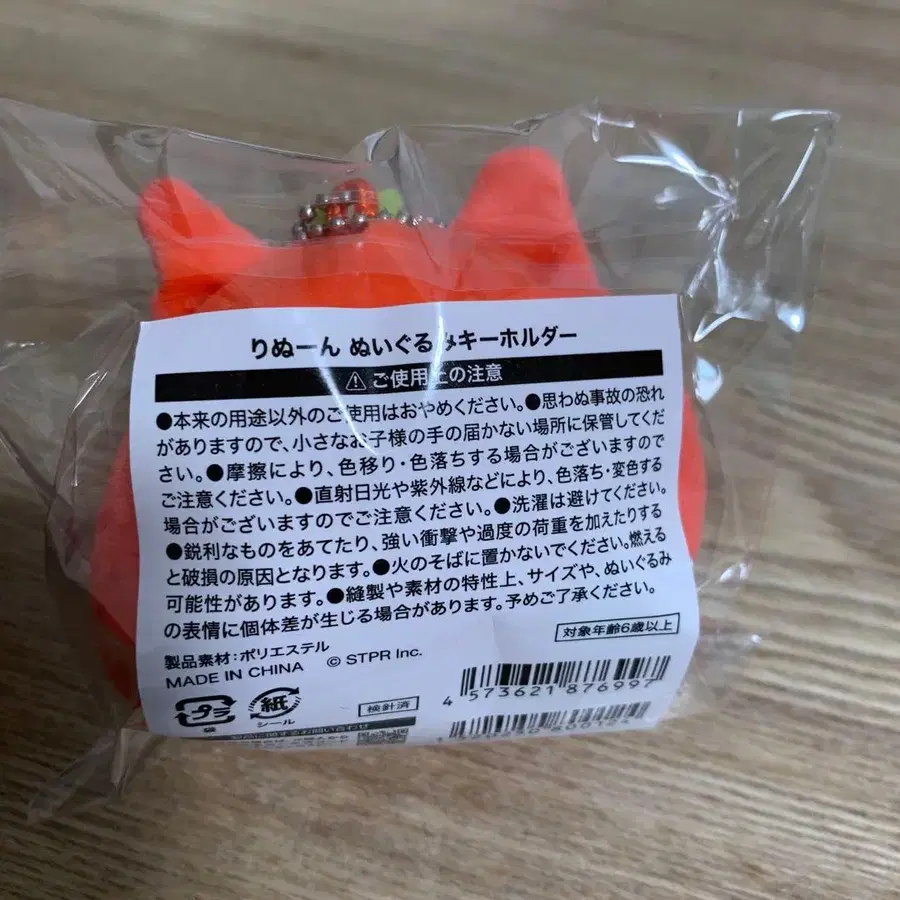 りぬーん ぬいぐるみキーホルダー
⚠ご使用上の注意
●本来の用途以外のご使用はおやめください。●思わぬ事故の恐れ
がありますので、小さなお子様の手の届かない場所に保管してくだ
さい。●摩擦により、色移り・色落ちする場合がございますので
ご注意ください。●直射日光や紫外線などにより、色落ち・変色する
場合がございますのでご注意ください。●洗濯は避けてください。
●鋭利なものをあてたり、強い衝撃や過度の荷重を加えたりする
と破損の原因となります。●火のそばに置かないでください。燃える
可能性があります。●縫製や素材の特性上、サイズや、ぬいぐるみ
の表情に個体差が生じる場合があります。予めご了承ください。
対象年齢6歳以上
製品素材：ポリエステル
MADE IN CHINA © STPR Inc.
4 573621 876997
プラ
袋
紙
シール
検針済
製品に関するお問い合わせ